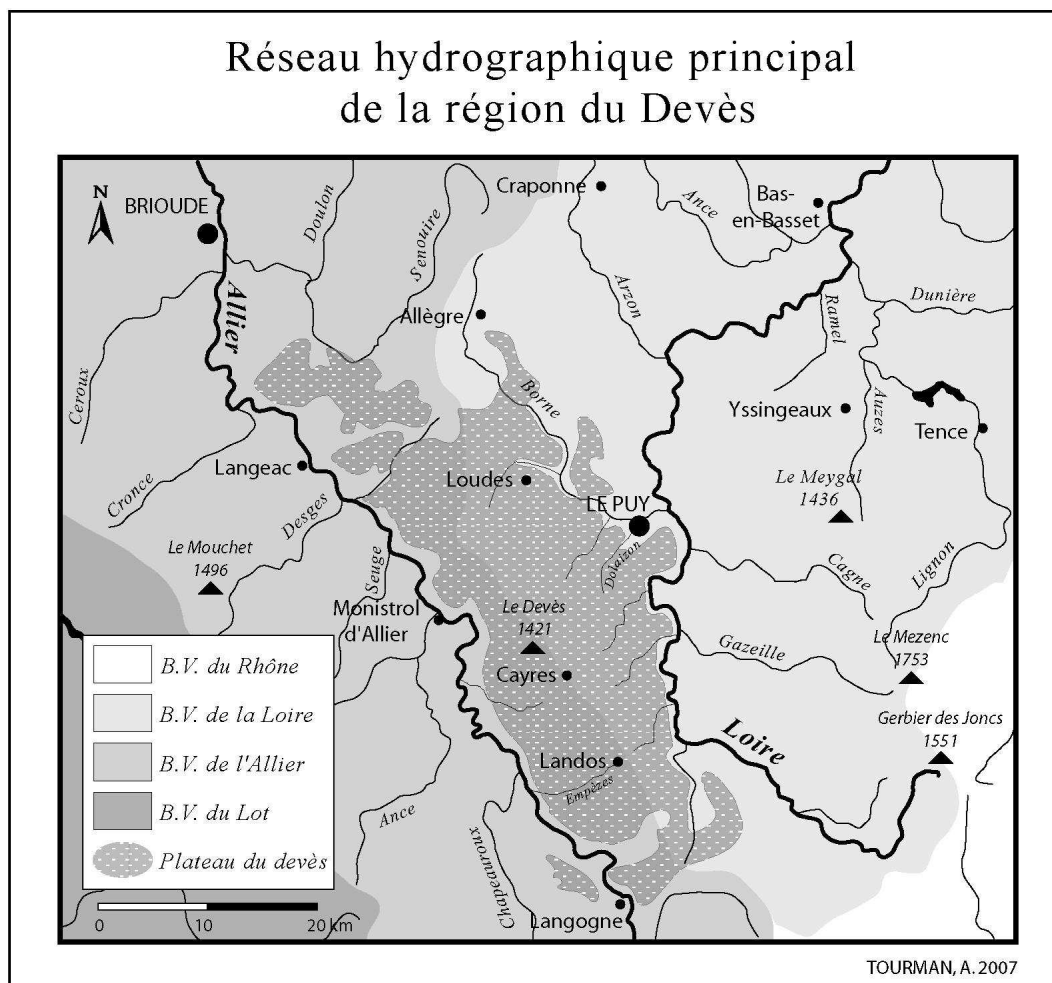 Réseau hydrographique principal
de la région du Devès
N
BRIOUDE
Doulon
Senouire
Craponne
Ance
Bas-
en-Basset
Allier
Allègre
Arzon
Ramel
Dunière
Ceroux
Borne
Yssingeaux
Auzes
Tence
Langeac
Cronce
Desges
Loudes
LE PUY
Le Meygal
1436
Le Mouchet
1496
Seuge
Dolaizon
Cagne
Lignon
Monistrol
d'Allier
Le Devès
1421
Cayres
Gazeille
Le Mezenc
1753
Loire
Gerbier des Joncs
1551
Landos
Empèzes
Ance
Chapeauroux
Langogne
B.V. du Rhône
B.V. de la Loire
B.V. de l'Allier
B.V. du Lot
Plateau du devès
0 10 20 km
TOURMAN, A. 2007